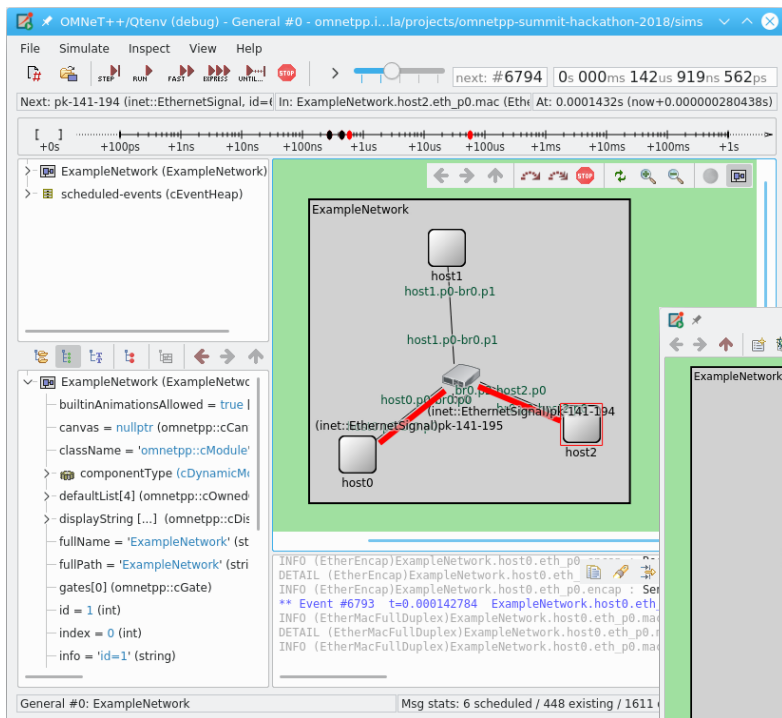 OMNeT++/Qtenv (debug) - General #0 - omnetpp.i...la/projects/omnetpp-summit-hackathon-2018/sims
File Simulate Inspect View Help
STEP RUN FAST EXPRESS UNTIL... STOP next: #6794 0s 000ms 142us 919ns 562ps
Next: pk-141-194 (inet::EthernetSignal, id= In: ExampleNetwork.host2.eth_p0.mac (Eth At: 0.0001432s (now+0.000000280438s)
[ ]
+0s +100ps +1ns +10ns +100ns +1us +10us +100us +10ms +100ms +1s
ExampleNetwork (ExampleNetwork)
scheduled-events (cEventHeap)
STOP
ExampleNetwork
host1
host1.p0-br0.p1
host1.p0-br0.p1
host2.p0
host0.p0
(inet::EthernetSignal)pk-141-194
(inet::EthernetSignal)pk-141-195
host2
host0
ExampleNetwork
ExampleNetwork (ExampleNetwc
builtinAnimationsAllowed = true
canvas = nullptr (omnetpp::cCan
className = 'omnetpp::cModule'
componentType (cDynamicMo
defaultList[4] (omnetpp::cOwned
displayString [...] (omnetpp::cDis
fullName = 'ExampleNetwork' (st
fullPath = 'ExampleNetwork' (stri
gates[0] (omnetpp::cGate)
id = 1 (int)
index = 0 (int)
info = 'id=1' (string)
INFO (EtherEncap)ExampleNetwork.host0.eth_p0.encap :
DETAIL (EtherEncap)ExampleNetwork.host0.eth_
INFO (EtherEncap)ExampleNetwork.host0.eth_p0.encap : Se
** Event #6793 t=0.000142784 ExampleNetwork.host0.eth_
INFO (EtherMacFullDuplex)ExampleNetwork.host0.eth_p0.mac
DETAIL (EtherMacFullDuplex)ExampleNetwork.host0.eth_p0.m
INFO (EtherMacFullDuplex)ExampleNetwork.host0.eth_p0.mac
General #0: ExampleNetwork Msg stats: 6 scheduled / 448 existing / 1611